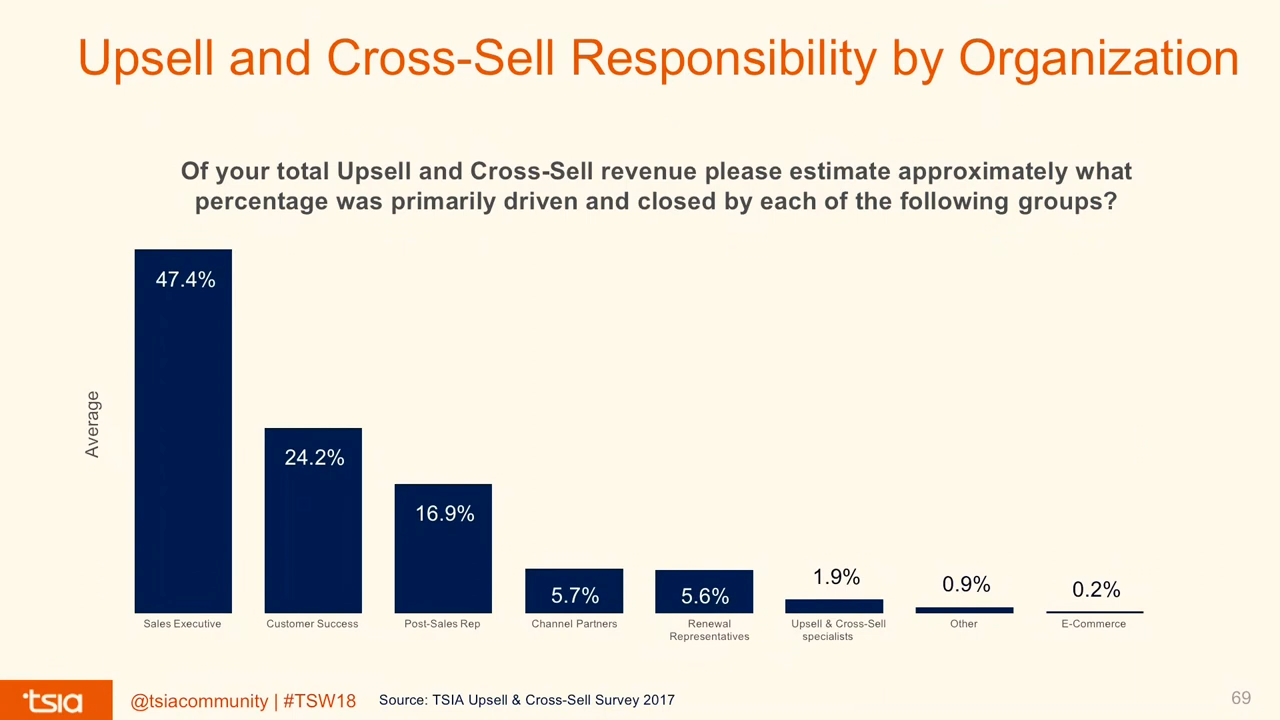 Upsell and Cross-Sell Responsibility by Organization
Of your total Upsell and Cross-Sell revenue please estimate approximately what
percentage was primarily driven and closed by each of the following groups?
Average
47.4%
24.2%
16.9%
5.7%
5.6%
1.9%
0.9%
0.2%
Sales Executive
Customer Success
Post-Sales Rep
Channel Partners
Renewal
Representatives
Upsell & Cross-Sell
specialists
Other
E-Commerce
tsia
@tsiacommunity | #TSW18
Source: TSIA Upsell & Cross-Sell Survey 2017
69